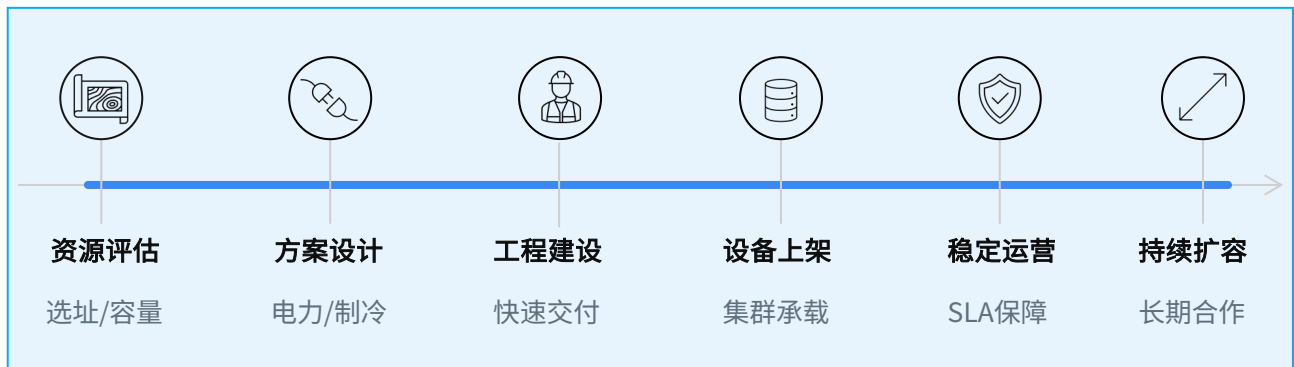 资源评估 方案设计 工程建设 设备上架 稳定运营 持续扩容
选址/容量 电力/制冷 快速交付 集群承载 SLA保障 长期合作